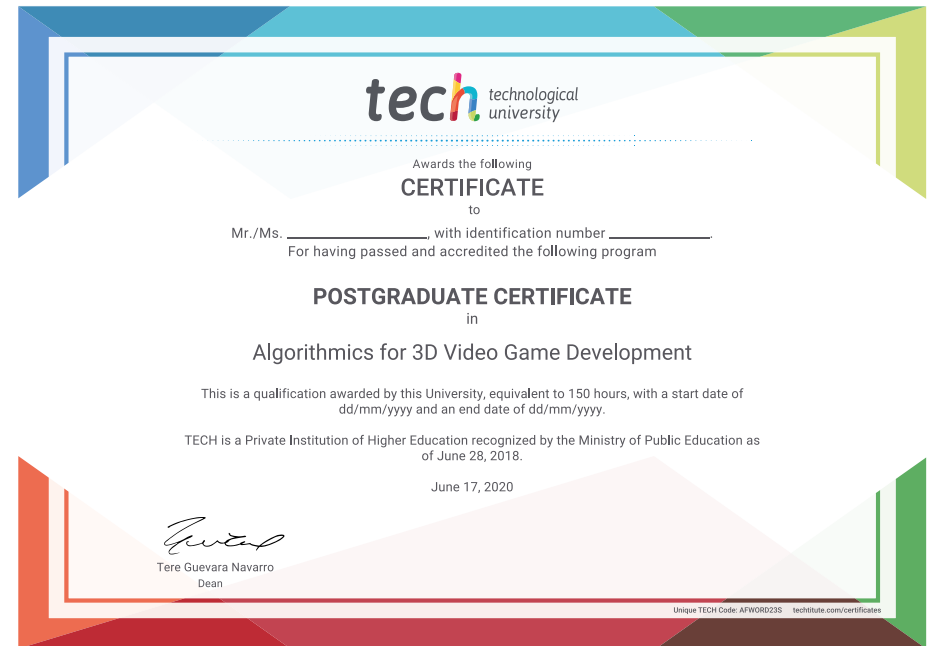 tech technological
university
Awards the following
CERTIFICATE
to
Mr./Ms. ____________, with identification number ____________.
For having passed and accredited the following program
POSTGRADUATE CERTIFICATE
in
Algorithmics for 3D Video Game Development
This is a qualification awarded by this University, equivalent to 150 hours, with a start date of
dd/mm/yyyy and an end date of dd/mm/yyyy.
TECH is a Private Institution of Higher Education recognized by the Ministry of Public Education as
of June 28, 2018.
June 17, 2020
Tere Guevara Navarro
Dean
Unique TECH Code: AFWORD23S techtitute.com/certificates